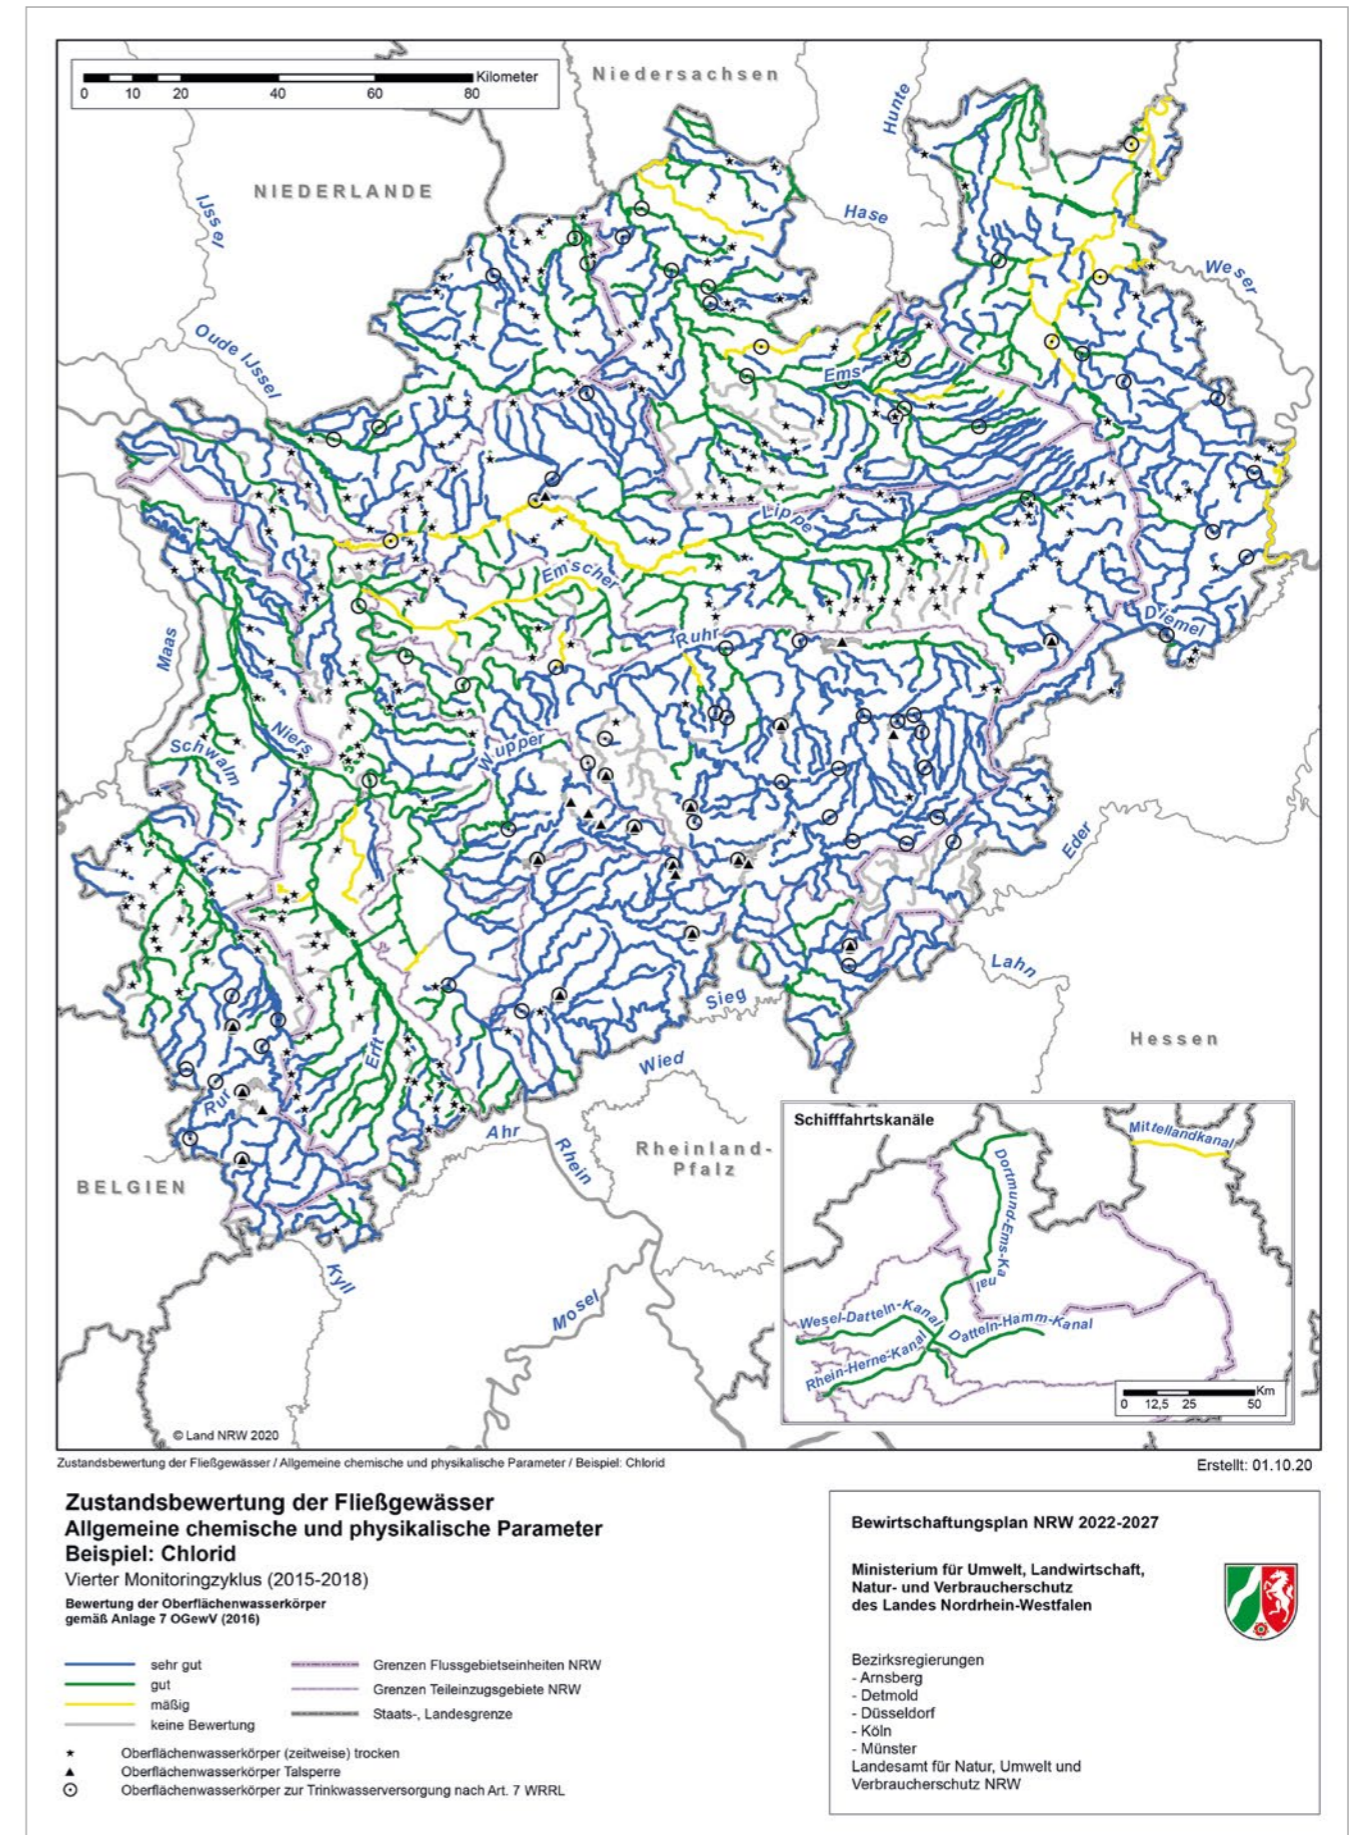 Kilometer
0 10 20 40 60 80
Niedersachsen
Hunte
NIEDERLANDE
IJssel
Hase
Weser
Oude IJssel
Ems
Lippe
Emscher
Maas
Ruhr
Diemel
Niers
Schwalm
Wupper
Eder
Lahn
Sieg
Hessen
Erft
Wied
Rur
Ahr
Rhein
Rheinland-
Pfalz
BELGIEN
Kyll
Mosel
Schifffahrtskanäle
Mittellandkanal
Dortmund-Ems-Ka
nal
Wesel-Datteln-Kanal
Datteln-Hamm-Kanal
Rhein-Herne-Kanal
Km
0 12,5 25 50
© Land NRW 2020
Zustandsbewertung der Fließgewässer / Allgemeine chemische und physikalische Parameter / Beispiel: Chlorid
Erstellt: 01.10.20
Zustandsbewertung der Fließgewässer
Allgemeine chemische und physikalische Parameter
Beispiel: Chlorid
Vierter Monitoringzyklus (2015-2018)
Bewertung der Oberflächenwasserkörper
gemäß Anlage 7 OGewV (2016)
sehr gut
gut
mäßig
keine Bewertung
Grenzen Flussgebietseinheiten NRW
Grenzen Teileinzugsgebiete NRW
Staats-, Landesgrenze
Oberflächenwasserkörper (zeitweise) trocken
Oberflächenwasserkörper Talsperre
Oberflächenwasserkörper zur Trinkwasserversorgung nach Art. 7 WRRL
Bewirtschaftungsplan NRW 2022-2027
Ministerium für Umwelt, Landwirtschaft,
Natur- und Verbraucherschutz
des Landes Nordrhein-Westfalen
Bezirksregierungen
- Arnsberg
- Detmold
- Düsseldorf
- Köln
- Münster
Landesamt für Natur, Umwelt und
Verbraucherschutz NRW